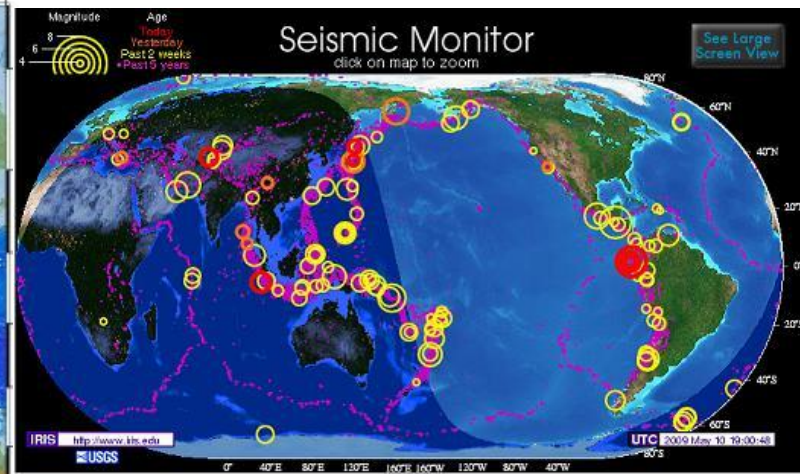 Magnitude
8
6
4
Age
Today
Yesterday
Past 2 weeks
•Past 5 years
Seismic Monitor
click on map to zoom
See Large
Screen View
80°N
60°N
40°N
20°N
0°
20°S
40°S
60°S
80°S
IRIS http://www.iris.edu
USGS
UTC 2009 May 10 19:00:48
0° 40°E 80°E 120°E 160°E 160°W 120°W 80°W 40°W